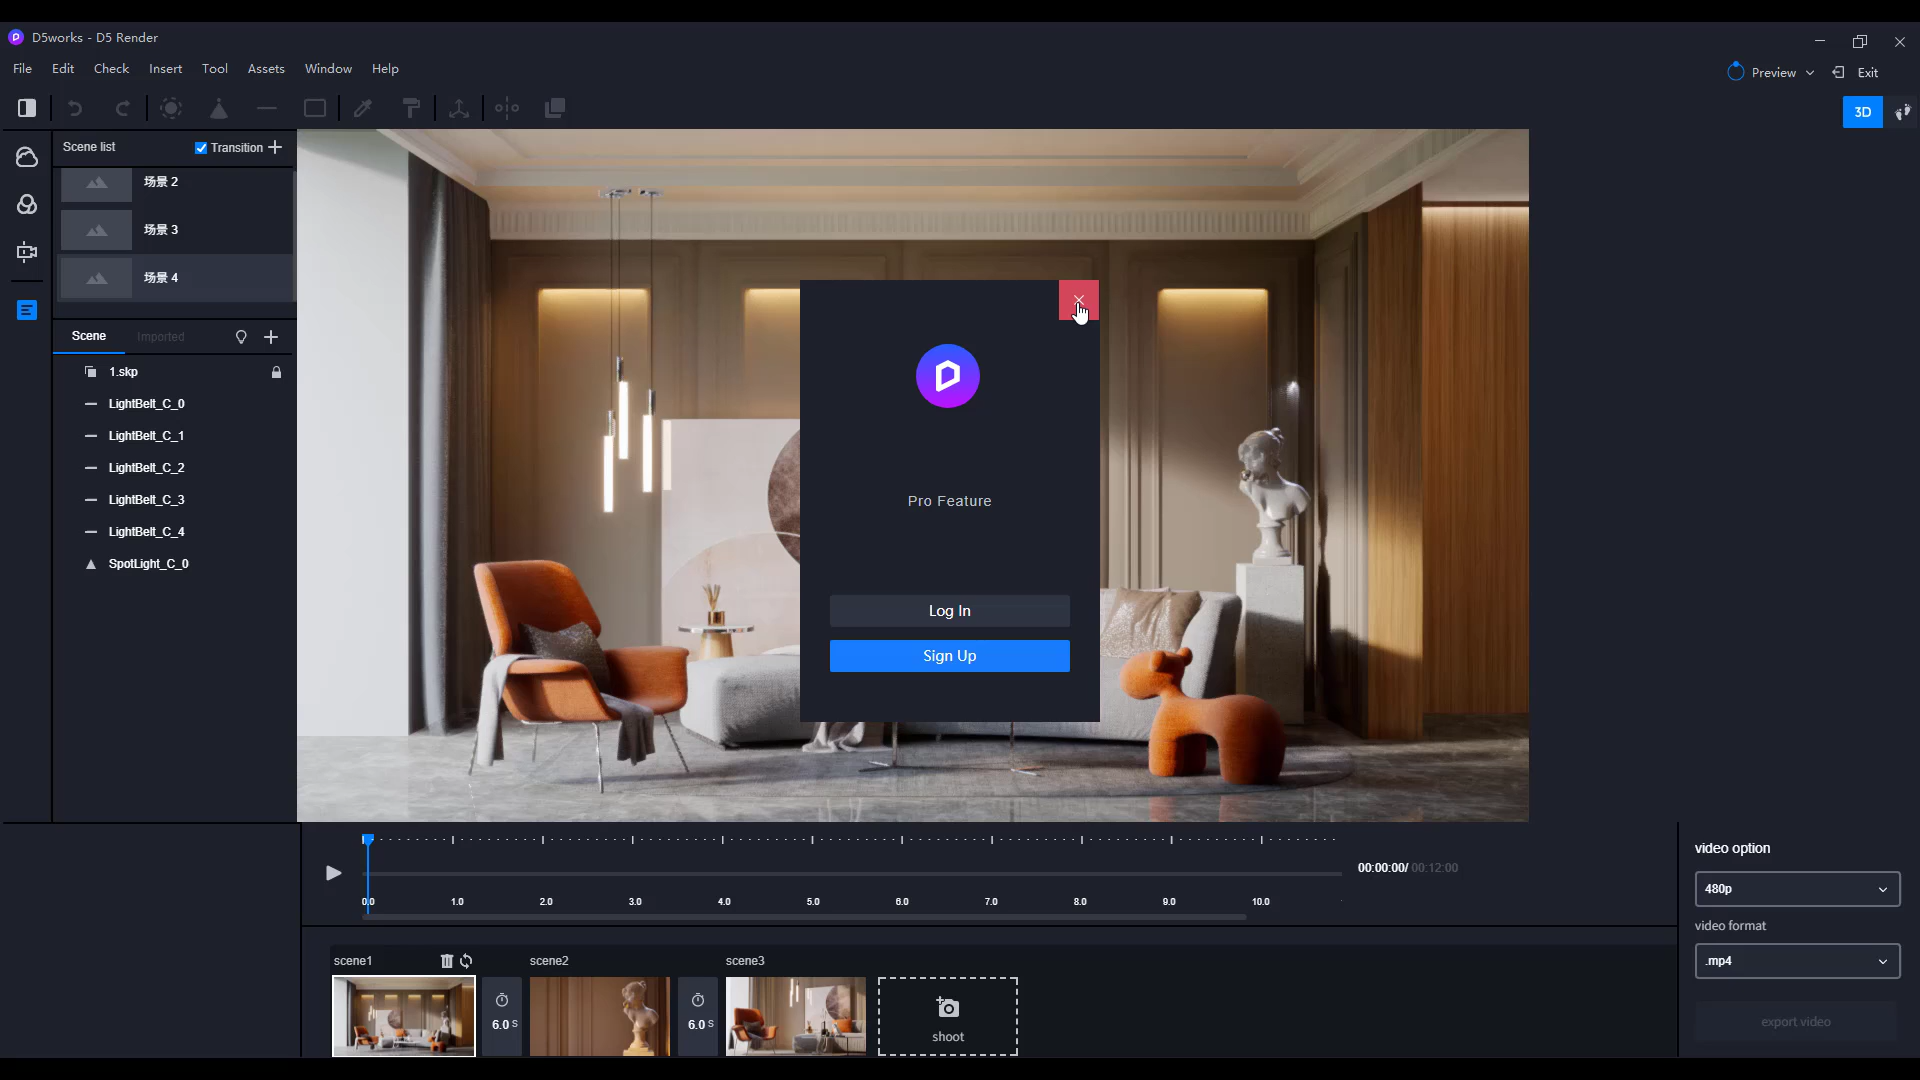 D5works - D5 Render
File Edit Check Insert Tool Assets Window Help
Preview Exit
3D
Scene list Transition
场景 2
场景 3
场景 4
Scene Imported
1.skp
LightBelt_C_0
LightBelt_C_1
LightBelt_C_2
LightBelt_C_3
LightBelt_C_4
SpotLight_C_0
Pro Feature
Log In
Sign Up
00:00:00/ 00:12:00
0.0 1.0 2.0 3.0 4.0 5.0 6.0 7.0 8.0 9.0 10.0
scene1 scene2 scene3
6.0 s 6.0 s
shoot
video option
480p
video format
.mp4
export video